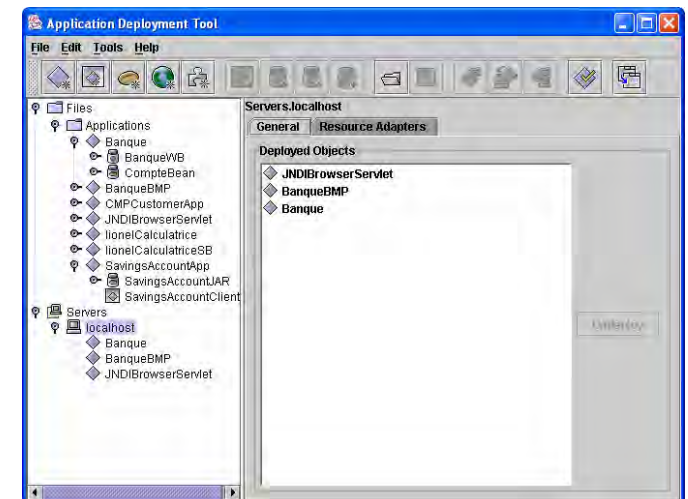 Application Deployment Tool
File Edit Tools Help
Files
Applications
Banque
BanqueWB
CompteBean
BanqueBMP
CMPCustomerApp
JNDIBrowserServlet
lionelCalculatrice
lionelCalculatriceSB
SavingsAccountApp
SavingsAccountJAR
SavingsAccountClient
Servers
localhost
Banque
BanqueBMP
JNDIBrowserServlet
Servers.localhost
General Resource Adapters
Deployed Objects
JNDIBrowserServlet
BanqueBMP
Banque
Undeploy